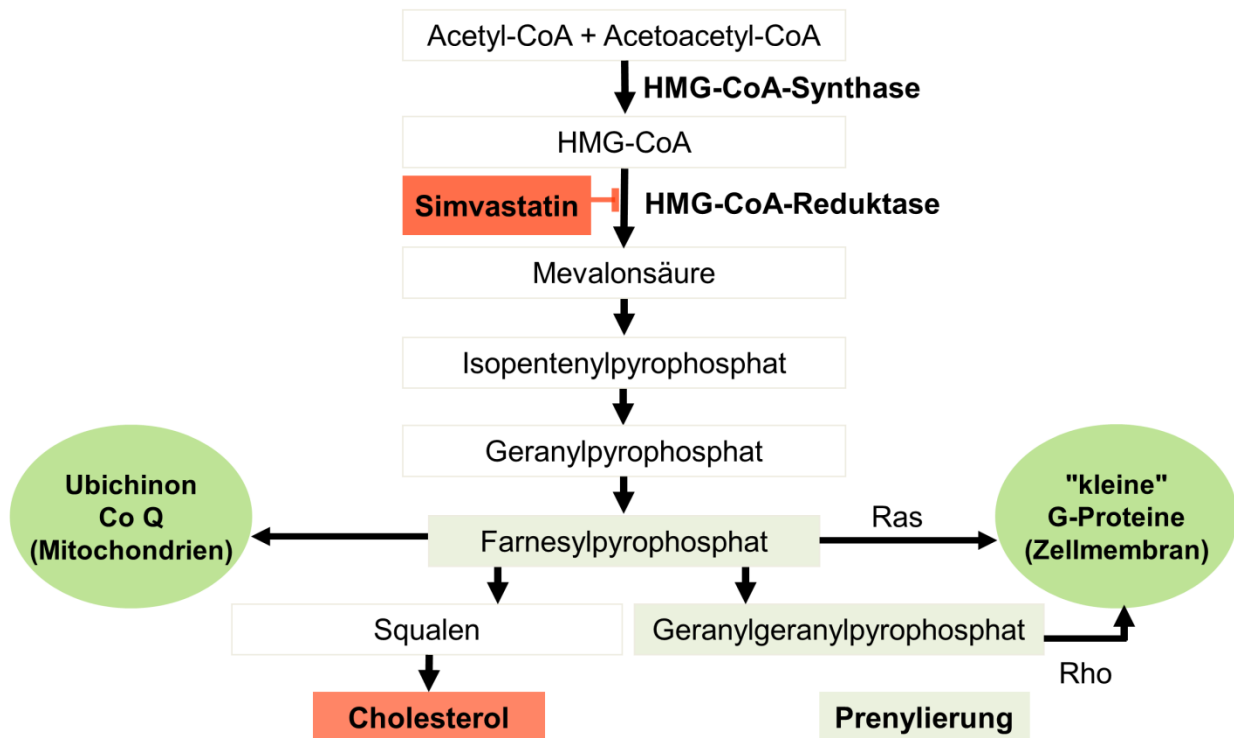 Acetyl-CoA + Acetoacetyl-CoA
HMG-CoA-Synthase
HMG-CoA
Simvastatin
HMG-CoA-Reduktase
Mevalonsäure
Isopentenylpyrophosphat
Geranylpyrophosphat
Ubichinon
Co Q
(Mitochondrien)
Farnesylpyrophosphat
Ras
"kleine"
G-Proteine
(Zellmembran)
Squalen
Geranylgeranylpyrophosphat
Rho
Cholesterol
Prenylierung